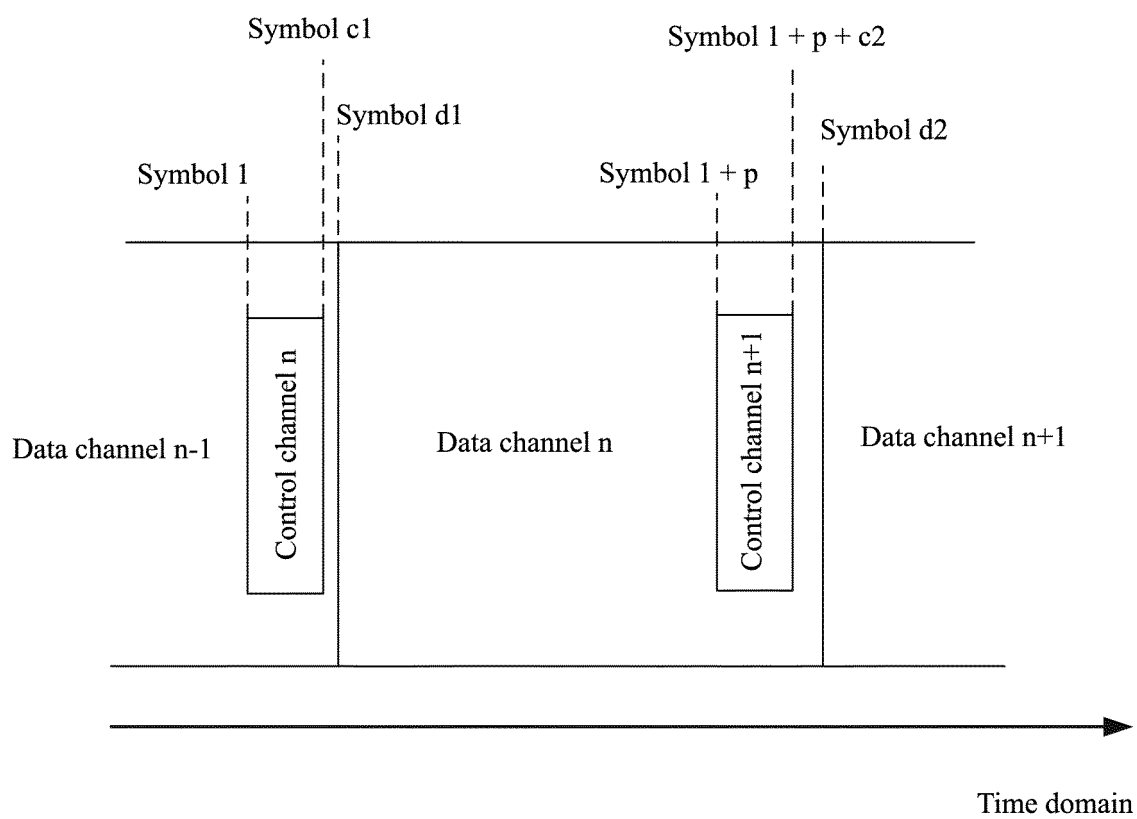 Symbol c1
Symbol 1 + p + c2
Symbol d1
Symbol d2
Symbol 1
Symbol 1 + p
Control channel n
Control channel n+1
Data channel n-1
Data channel n
Data channel n+1
Time domain